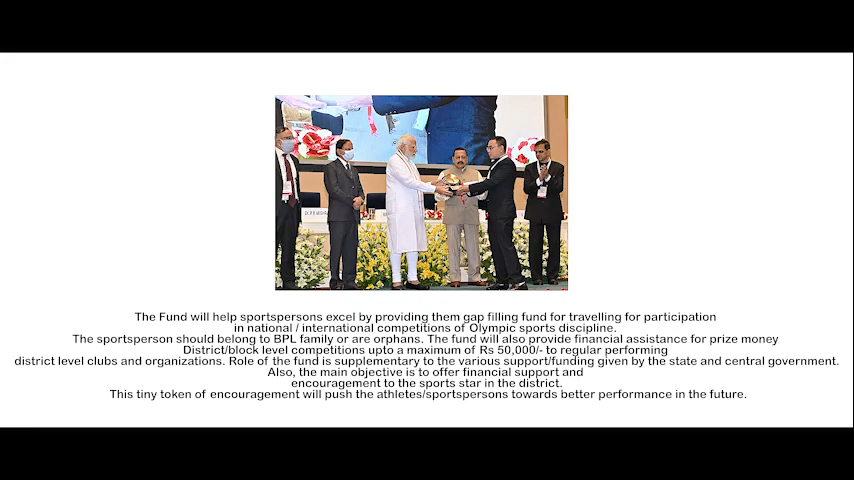 The Fund will help sportspersons excel by providing them gap filling fund for travelling for participation
in national / international competitions of Olympic sports discipline.
The sportsperson should belong to BPL family or are orphans. The fund will also provide financial assistance for prize money
District/block level competitions upto a maximum of Rs 50,000/- to regular performing
district level clubs and organizations. Role of the fund is supplementary to the various support/funding given by the state and central government.
Also, the main objective is to offer financial support and
encouragement to the sports star in the district.
This tiny token of encouragement will push the athletes/sportspersons towards better performance in the future.